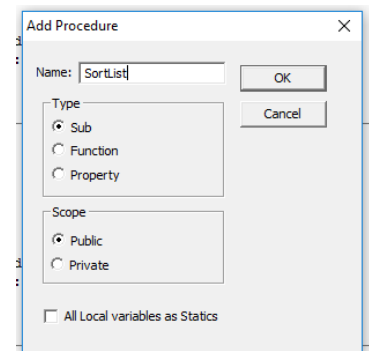 Add Procedure
Name: SortList
OK
Cancel
Type
Sub
Function
Property
Scope
Public
Private
All Local variables as Statics